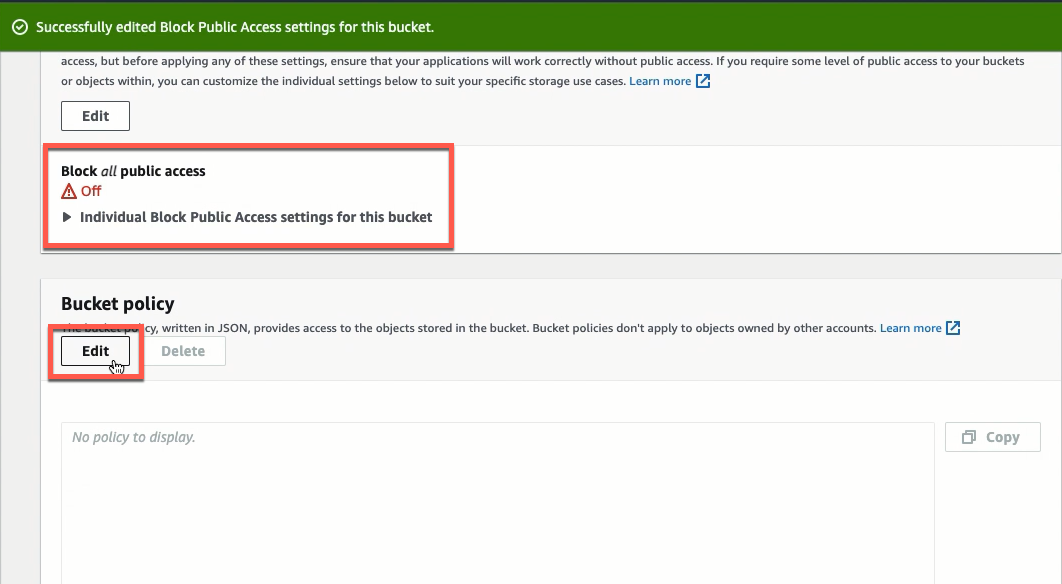 Successfully edited Block Public Access settings for this bucket.
access, but before applying any of these settings, ensure that your applications will work correctly without public access. If you require some level of public access to your buckets
or objects within, you can customize the individual settings below to suit your specific storage use cases. Learn more
Edit
Block all public access
Off
Individual Block Public Access settings for this bucket
Bucket policy
The bucket policy, written in JSON, provides access to the objects stored in the bucket. Bucket policies don't apply to objects owned by other accounts. Learn more
Edit Delete
No policy to display.
Copy